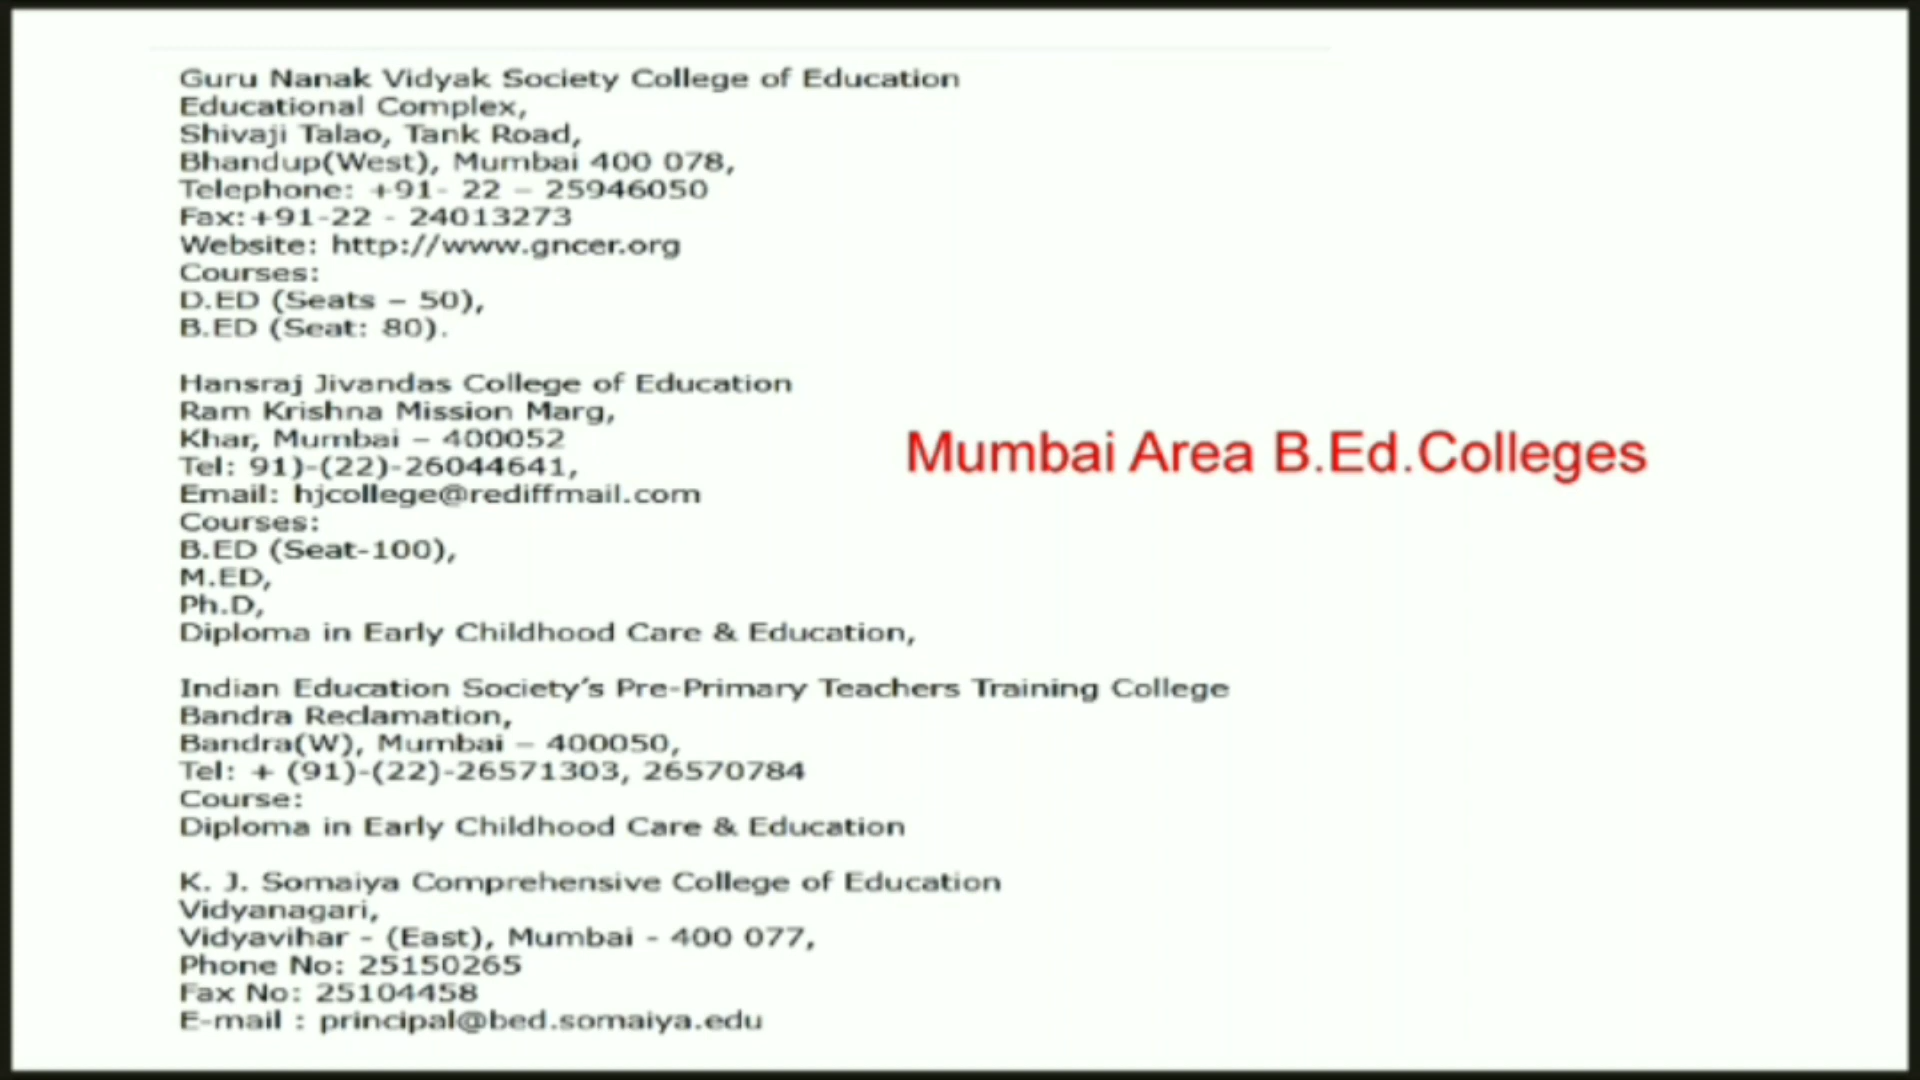 Guru Nanak Vidyak Society College of Education
Educational Complex,
Shivaji Talao, Tank Road,
Bhandup(West), Mumbai 400 078,
Telephone: +91- 22 – 25946050
Fax:+91-22 - 24013273
Website: http://www.gncer.org
Courses:
D.ED (Seats – 50),
B.ED (Seat: 80).
Hansraj Jivandas College of Education
Ram Krishna Mission Marg,
Khar, Mumbai – 400052
Tel: 91)-(22)-26044641,
Email: hjcollege@rediffmail.com
Courses:
B.ED (Seat-100),
M.ED,
Ph.D,
Diploma in Early Childhood Care & Education,
Indian Education Society’s Pre-Primary Teachers Training College
Bandra Reclamation,
Bandra(W), Mumbai – 400050,
Tel: + (91)-(22)-26571303, 26570784
Course:
Diploma in Early Childhood Care & Education
K. J. Somaiya Comprehensive College of Education
Vidyanagari,
Vidyavihar - (East), Mumbai - 400 077,
Phone No: 25150265
Fax No: 25104458
E-mail : principal@bed.somaiya.edu
Mumbai Area B.Ed.Colleges